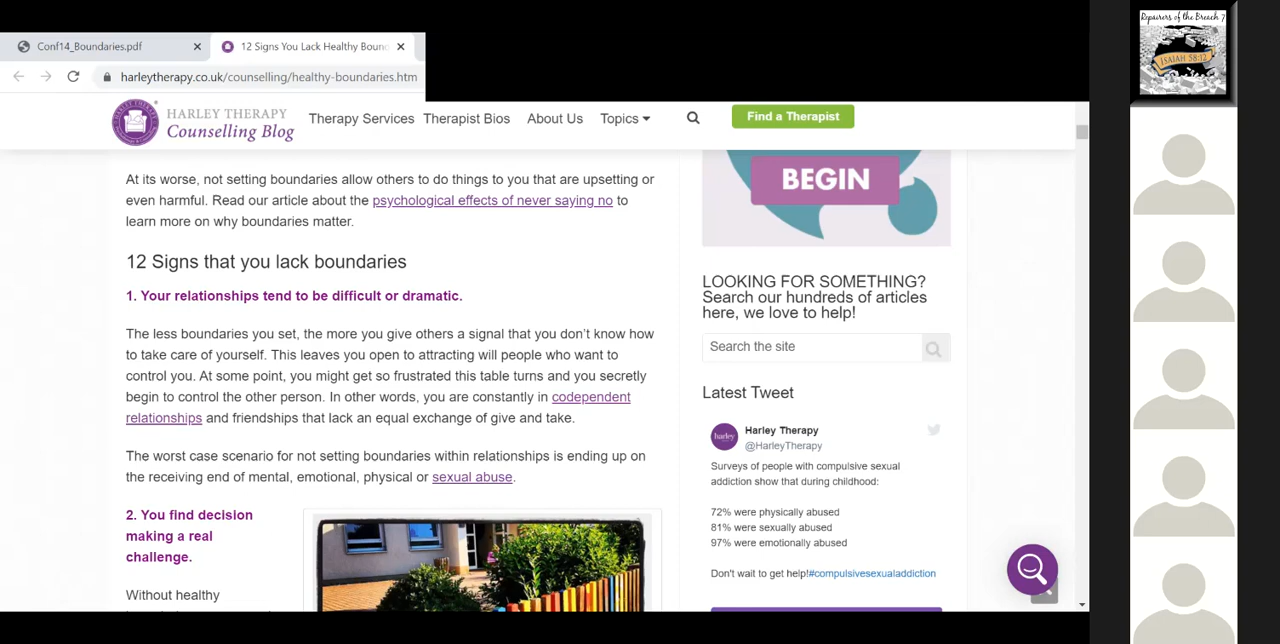 Conf14_Boundaries.pdf
12 Signs You Lack Healthy Boun
harleytherapy.co.uk/counselling/healthy-boundaries.htm
HARLEY THERAPY
Counselling Blog
Therapy Services
Therapist Bios
About Us
Topics
Find a Therapist
At its worse, not setting boundaries allow others to do things to you that are upsetting or
even harmful. Read our article about the psychological effects of never saying no to
learn more on why boundaries matter.
12 Signs that you lack boundaries
1. Your relationships tend to be difficult or dramatic.
The less boundaries you set, the more you give others a signal that you don’t know how
to take care of yourself. This leaves you open to attracting will people who want to
control you. At some point, you might get so frustrated this table turns and you secretly
begin to control the other person. In other words, you are constantly in codependent
relationships and friendships that lack an equal exchange of give and take.
The worst case scenario for not setting boundaries within relationships is ending up on
the receiving end of mental, emotional, physical or sexual abuse.
2. You find decision
making a real
challenge.
Without healthy
BEGIN
LOOKING FOR SOMETHING?
Search our hundreds of articles
here, we love to help!
Search the site
Latest Tweet
Harley Therapy
@HarleyTherapy
harley
Surveys of people with compulsive sexual
addiction show that during childhood:
72% were physically abused
81% were sexually abused
97% were emotionally abused
Don't wait to get help!#compulsivesexualaddiction
Repairers of the Breach 7
ISAIAH 58:12